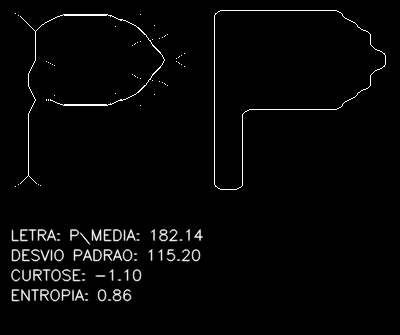 LETRA: P\MEDIA: 182.14
DESVIO PADRAO: 115.20
CURTOSE: -1.10
ENTROPIA: 0.86